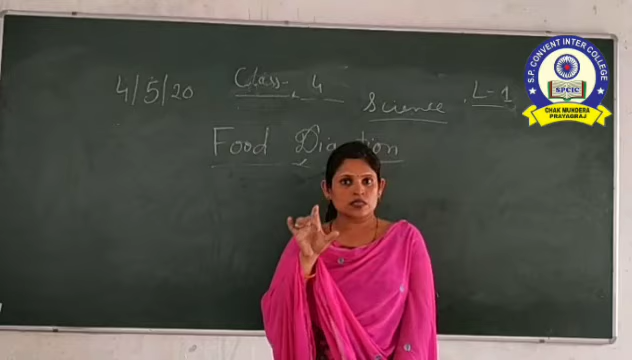 4/5/20
Class- 4
Science
L-1
Food Digestion
S.P. CONVENT INTER COLLEGE
SPCIC
CHAK MUNDERA
PRAYAGRAJ